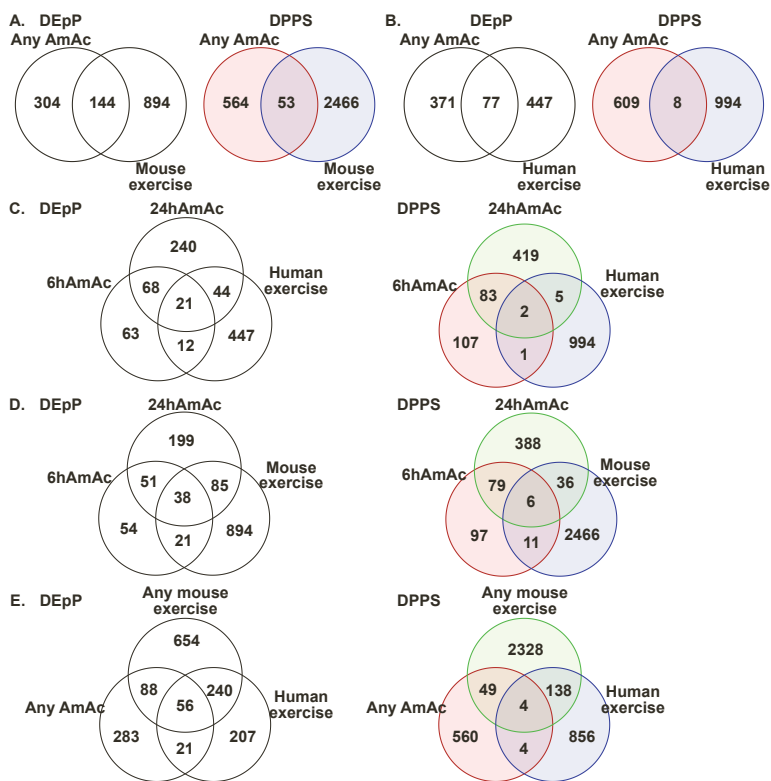 A. DEpP DPPS B. DEpP DPPS
Any AmAc Any AmAc Any AmAc Any AmAc
304 144 894 564 53 2466 371 77 447 609 8 994
Mouse exercise Mouse exercise Human exercise Human exercise
C. DEpP 24hAmAc
240
6hAmAc 68 44 Human exercise
21
63 12 447
DPPS 24hAmAc
419
6hAmAc 83 5 Human exercise
2
107 1 994
D. DEpP 24hAmAc
199
6hAmAc 51 85 Mouse exercise
38
54 21 894
DPPS 24hAmAc
388
6hAmAc 79 36 Mouse exercise
6
97 11 2466
E. DEpP Any mouse exercise
654
88 240
Any AmAc 56 Human exercise
283 21 207
DPPS Any mouse exercise
2328
49 138
Any AmAc 4 Human exercise
560 4 856